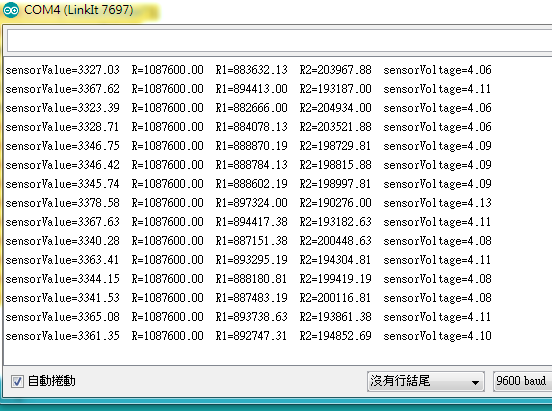 COM4 (LinkIt 7697)
sensorValue=3327.03 R=1087600.00 R1=883632.13 R2=203967.88 sensorVoltage=4.06
sensorValue=3367.62 R=1087600.00 R1=894413.00 R2=193187.00 sensorVoltage=4.11
sensorValue=3323.39 R=1087600.00 R1=882666.00 R2=204934.00 sensorVoltage=4.06
sensorValue=3328.71 R=1087600.00 R1=884078.13 R2=203521.88 sensorVoltage=4.06
sensorValue=3346.75 R=1087600.00 R1=888870.19 R2=198729.81 sensorVoltage=4.09
sensorValue=3346.42 R=1087600.00 R1=888784.13 R2=198815.88 sensorVoltage=4.09
sensorValue=3345.74 R=1087600.00 R1=888602.19 R2=198997.81 sensorVoltage=4.09
sensorValue=3378.58 R=1087600.00 R1=897324.00 R2=190276.00 sensorVoltage=4.13
sensorValue=3367.63 R=1087600.00 R1=894417.38 R2=193182.63 sensorVoltage=4.11
sensorValue=3340.28 R=1087600.00 R1=887151.38 R2=200448.63 sensorVoltage=4.08
sensorValue=3363.41 R=1087600.00 R1=893295.19 R2=194304.81 sensorVoltage=4.11
sensorValue=3344.15 R=1087600.00 R1=888180.81 R2=199419.19 sensorVoltage=4.08
sensorValue=3341.53 R=1087600.00 R1=887483.19 R2=200116.81 sensorVoltage=4.08
sensorValue=3365.08 R=1087600.00 R1=893738.63 R2=193861.38 sensorVoltage=4.11
sensorValue=3361.35 R=1087600.00 R1=892747.31 R2=194852.69 sensorVoltage=4.10
自動捲動 沒有行結尾 9600 baud